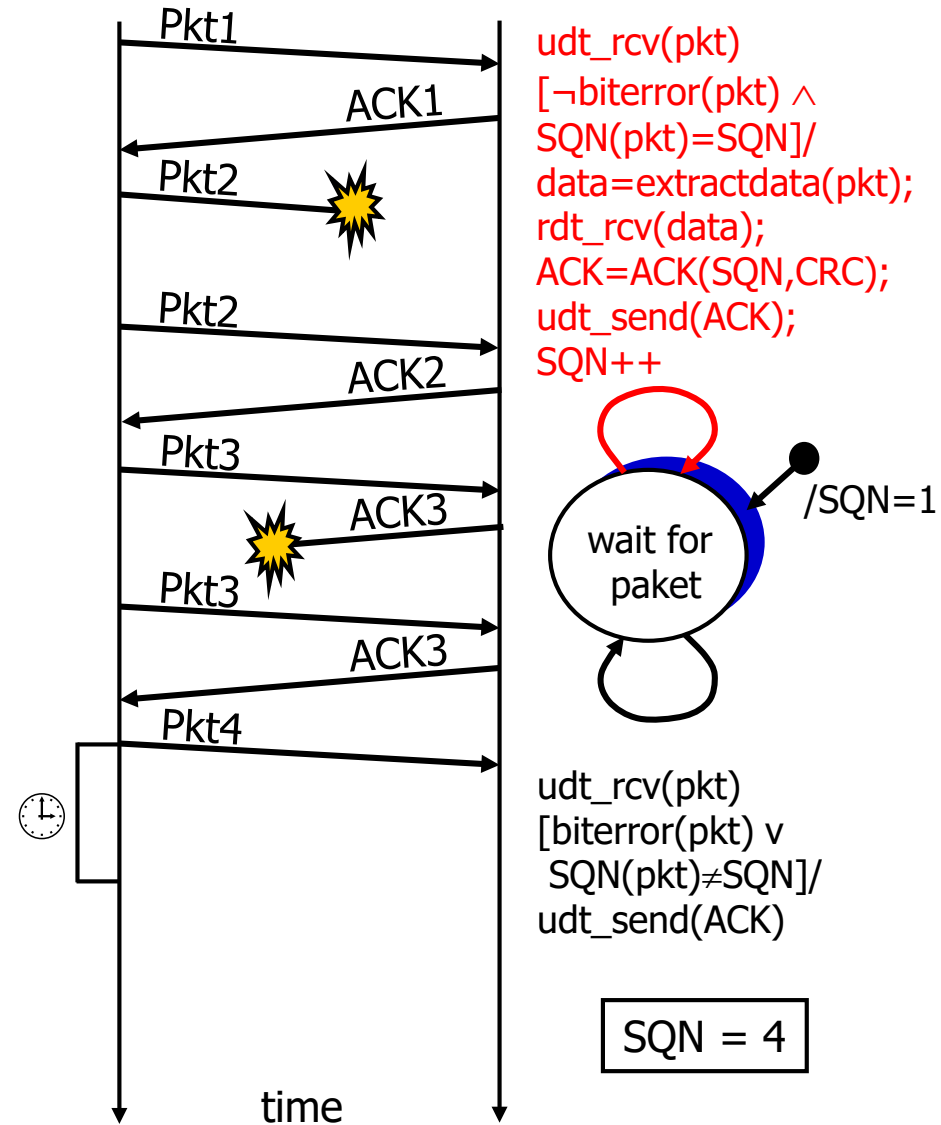 Pkt1
ACK1
Pkt2
Pkt2
ACK2
Pkt3
ACK3
Pkt3
ACK3
Pkt4
time
udt_rcv(pkt)
[¬biterror(pkt) ∧
SQN(pkt)=SQN]/
data=extractdata(pkt);
rdt_rcv(data);
ACK=ACK(SQN,CRC);
udt_send(ACK);
SQN++
/SQN=1
wait for
paket
udt_rcv(pkt)
[biterror(pkt) v
SQN(pkt)≠SQN]/
udt_send(ACK)
SQN = 4